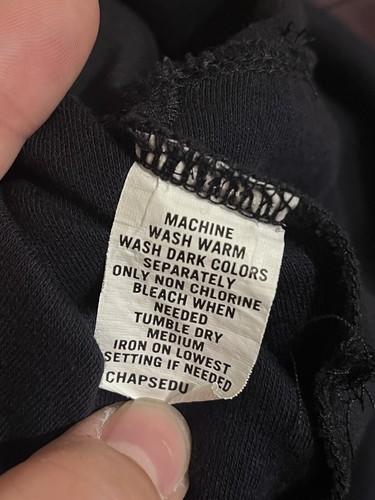 MACHINE
WASH WARM
WASH DARK COLORS
SEPARATELY
ONLY NON CHLORINE
BLEACH WHEN
NEEDED
TUMBLE DRY
MEDIUM
IRON ON LOWEST
SETTING IF NEEDED
CHAPSEDU